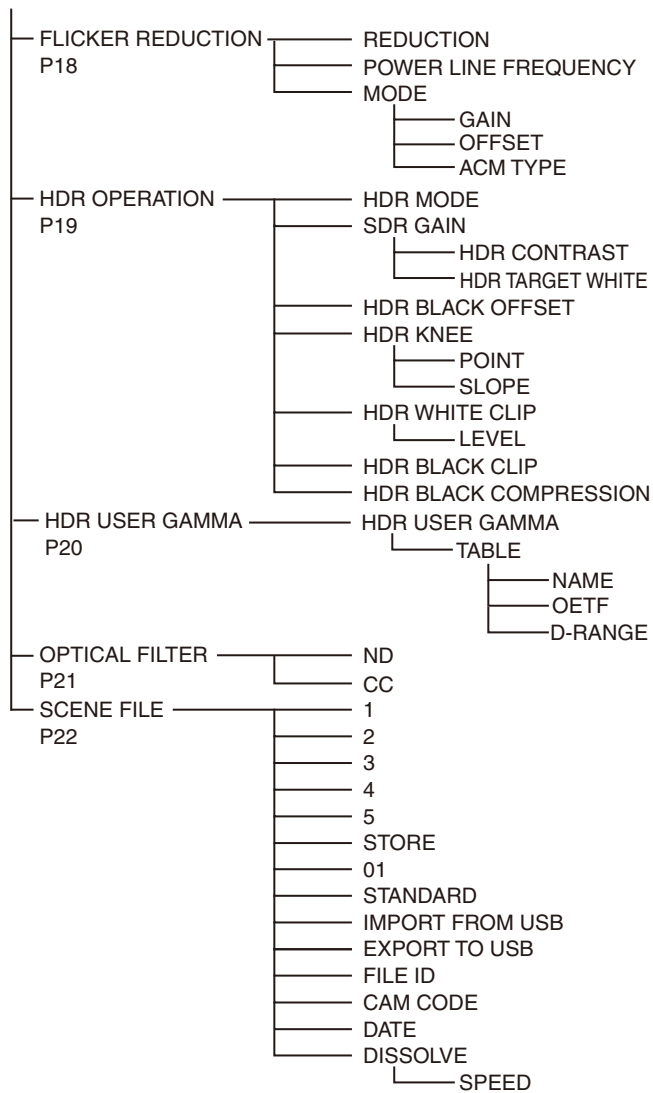 FLICKER REDUCTION
P18
REDUCTION
POWER LINE FREQUENCY
MODE
GAIN
OFFSET
ACM TYPE
HDR OPERATION
P19
HDR MODE
SDR GAIN
HDR CONTRAST
HDR TARGET WHITE
HDR BLACK OFFSET
HDR KNEE
POINT
SLOPE
HDR WHITE CLIP
LEVEL
HDR BLACK CLIP
HDR BLACK COMPRESSION
HDR USER GAMMA
P20
HDR USER GAMMA
TABLE
NAME
OETF
D-RANGE
OPTICAL FILTER
P21
ND
CC
SCENE FILE
P22
1
2
3
4
5
STORE
01
STANDARD
IMPORT FROM USB
EXPORT TO USB
FILE ID
CAM CODE
DATE
DISSOLVE
SPEED